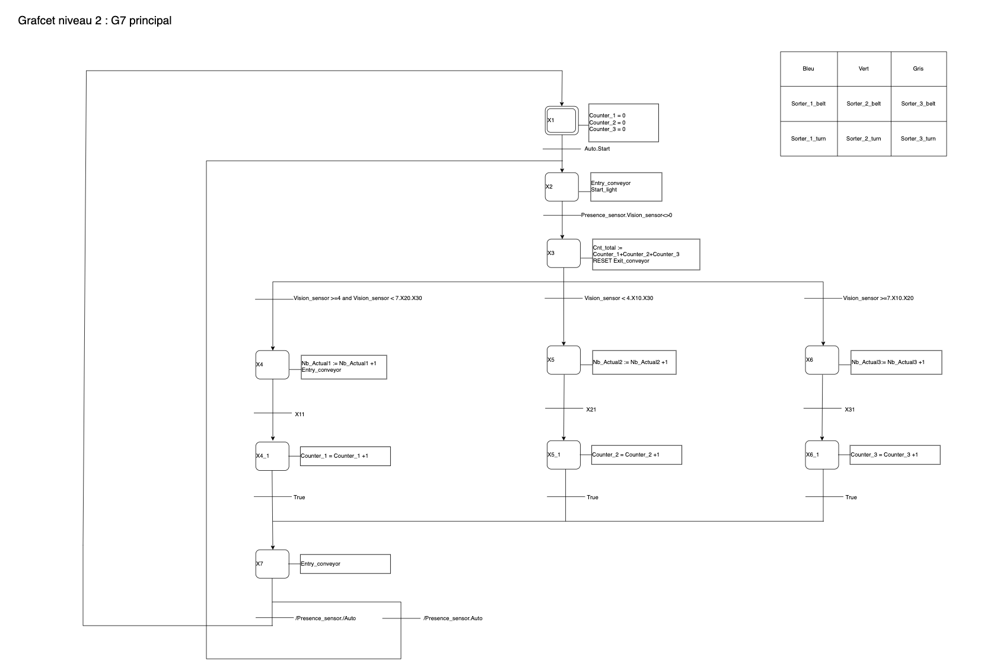 Grafcet niveau 2 : G7 principal
Bleu
Vert
Gris
Sorter_1_belt
Sorter_2_belt
Sorter_3_belt
Sorter_1_turn
Sorter_2_turn
Sorter_3_turn
X1
Counter_1 = 0
Counter_2 = 0
Counter_3 = 0
Auto.Start
X2
Entry_conveyor
Start_light
Presence_sensor.Vision_sensor<>0
X3
Cnt_total :=
Counter_1+Counter_2+Counter_3
RESET Exit_conveyor
Vision_sensor >=4 and Vision_sensor < 7.X20.X30
Vision_sensor < 4.X10.X30
Vision_sensor >=7.X10.X20
X4
Nb_Actual1 := Nb_Actual1 +1
Entry_conveyor
X5
Nb_Actual2 := Nb_Actual2 +1
X6
Nb_Actual3:= Nb_Actual3 +1
X11
X21
X31
X4_1
Counter_1 = Counter_1 +1
X5_1
Counter_2 = Counter_2 +1
X6_1
Counter_3 = Counter_3 +1
True
True
True
X7
Entry_conveyor
/Presence_sensor./Auto
/Presence_sensor.Auto